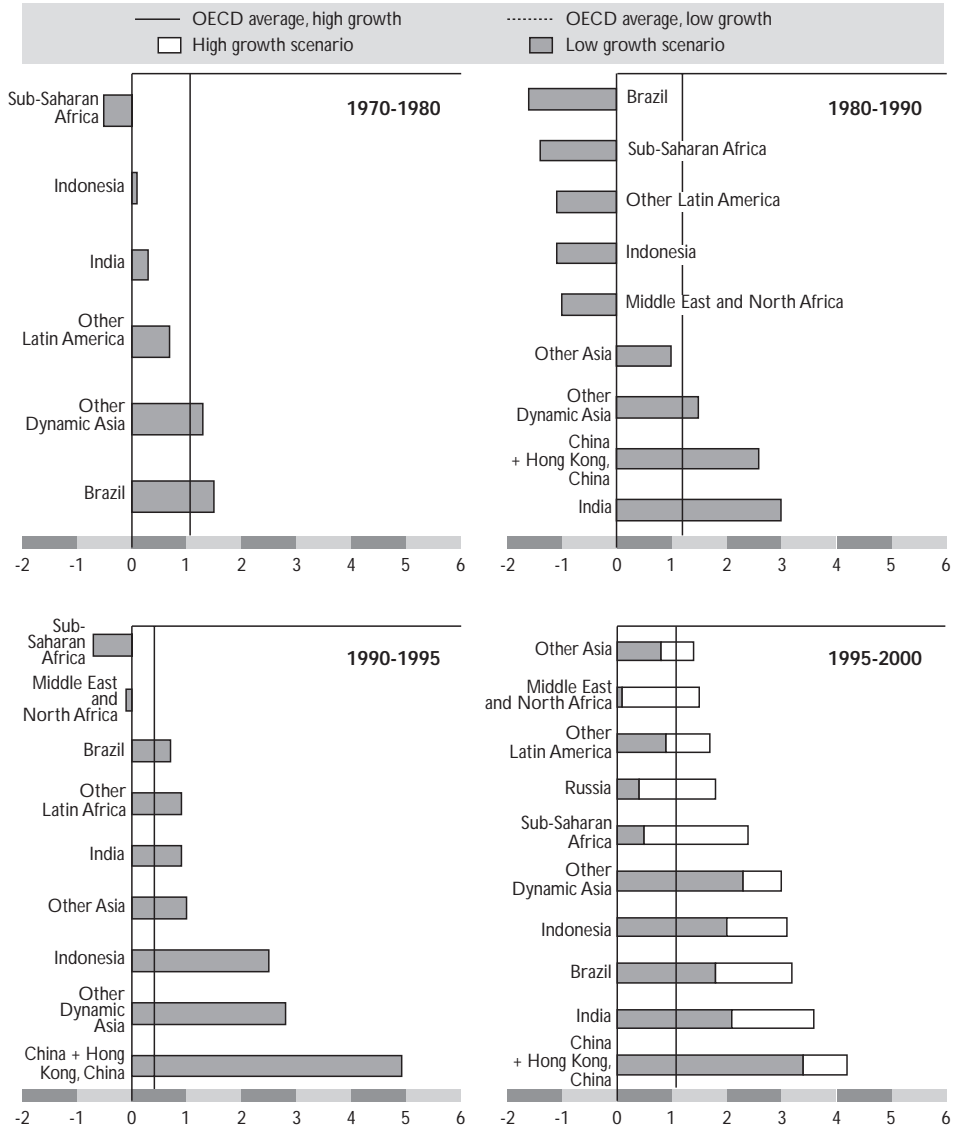 OECD average, high growth
OECD average, low growth
High growth scenario
Low growth scenario
1970-1980
Sub-Saharan
Africa
Indonesia
India
Other
Latin America
Other
Dynamic Asia
Brazil
-2 -1 0 1 2 3 4 5 6
1980-1990
Brazil
Sub-Saharan Africa
Other Latin America
Indonesia
Middle East and North Africa
Other Asia
Other
Dynamic Asia
China
+ Hong Kong,
China
India
-2 -1 0 1 2 3 4 5 6
1990-1995
Sub-
Saharan
Africa
Middle East
and
North Africa
Brazil
Other
Latin Africa
India
Other Asia
Indonesia
Other
Dynamic
Asia
China + Hong
Kong, China
-2 -1 0 1 2 3 4 5 6
1995-2000
Other Asia
Middle East
and North Africa
Other
Latin America
Russia
Sub-Saharan
Africa
Other
Dynamic Asia
Indonesia
Brazil
India
China
+ Hong Kong,
China
-2 -1 0 1 2 3 4 5 6